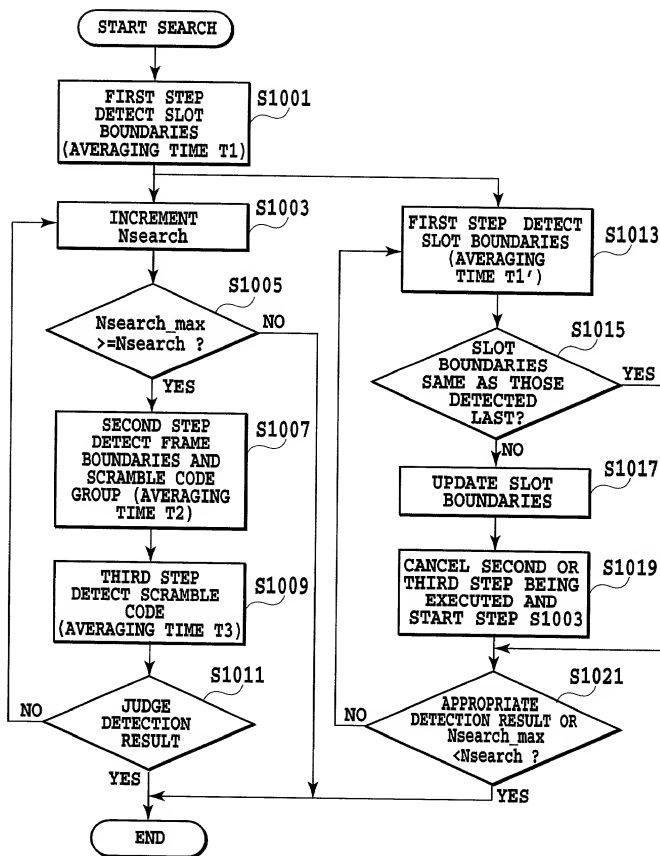 START SEARCH
FIRST STEP
DETECT SLOT
BOUNDARIES
(AVERAGING TIME T1)
S1001
INCREMENT
Nsearch
S1003
Nsearch_max
>=Nsearch ?
S1005
NO
YES
SECOND STEP
DETECT FRAME
BOUNDARIES AND
SCRAMBLE CODE
GROUP (AVERAGING
TIME T2)
S1007
THIRD STEP
DETECT SCRAMBLE
CODE
(AVERAGING TIME T3)
S1009
JUDGE
DETECTION
RESULT
S1011
NO
YES
END
FIRST STEP DETECT
SLOT BOUNDARIES
(AVERAGING
TIME T1')
S1013
SLOT
BOUNDARIES
SAME AS THOSE
DETECTED
LAST?
S1015
YES
NO
UPDATE SLOT
BOUNDARIES
S1017
CANCEL SECOND OR
THIRD STEP BEING
EXECUTED AND
START STEP S1003
S1019
APPROPRIATE
DETECTION RESULT OR
Nsearch_max
<Nsearch ?
S1021
NO
YES